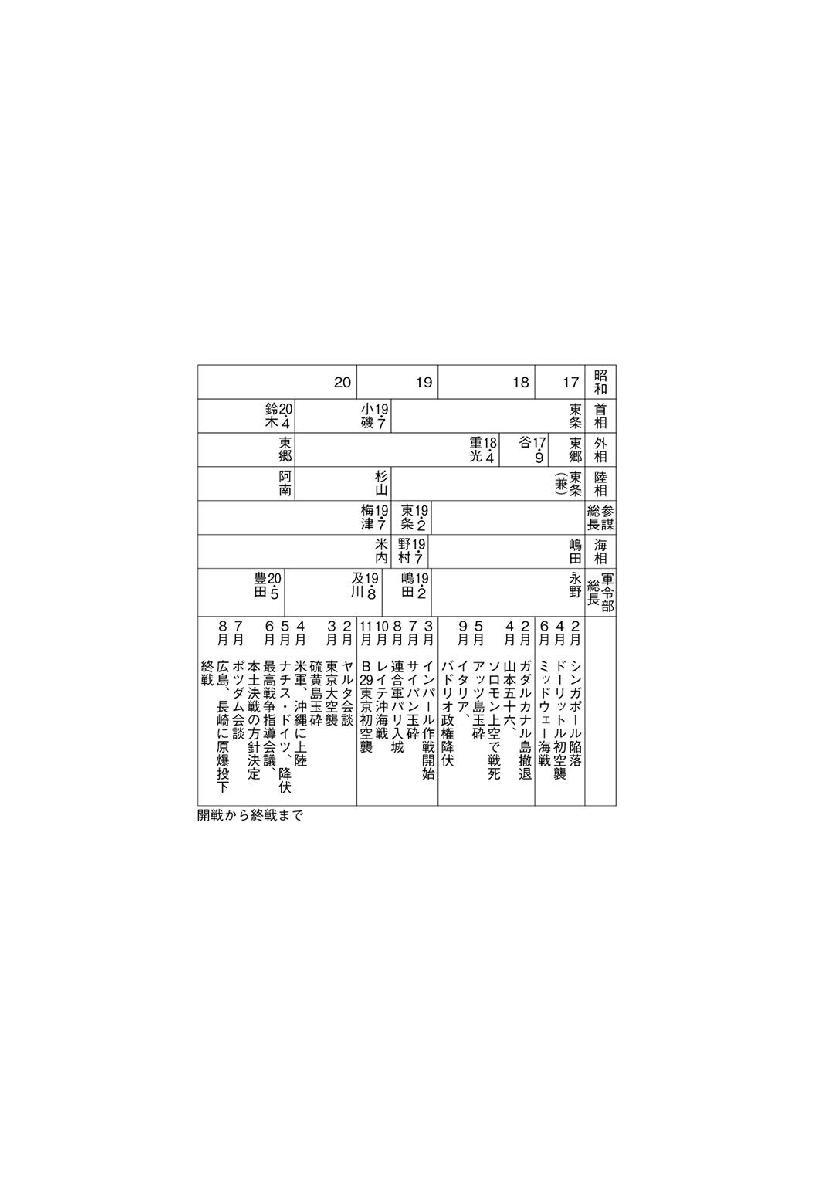 昭和 17 18 19 20
首相 東条 19・7 小磯 20・4 鈴木
外相 東郷 17・9 谷 18・4 重光 東郷
陸相 東条(兼) 杉山 阿南
参謀総長 19・2 東条 19・7 梅津
海相 嶋田 19・7 野村 米内
軍令部総長 永野 19・2 嶋田 19・8 及川 20・5 豊田
2月 シンガポール陥落
4月 ドーリットル初空襲
6月 ミッドウェー海戦
2月 ガダルカナル島撤退
4月 山本五十六、
ソロモン上空で戦死
5月 アッツ島玉砕
9月 イタリア、
バドリオ政権降伏
3月 インパール作戦開始
7月 サイパン玉砕
8月 連合軍パリ入城
10月 レイテ沖海戦
11月 B29東京初空襲
2月 ヤルタ会談
3月 東京大空襲
硫黄島玉砕
4月 米軍、沖縄に上陸
5月 ナチス・ドイツ、降伏
6月 最高戦争指導会議、
本土決戦の方針決定
7月 ポツダム会談
8月 広島、長崎に原爆投下
終戦
開戦から終戦まで